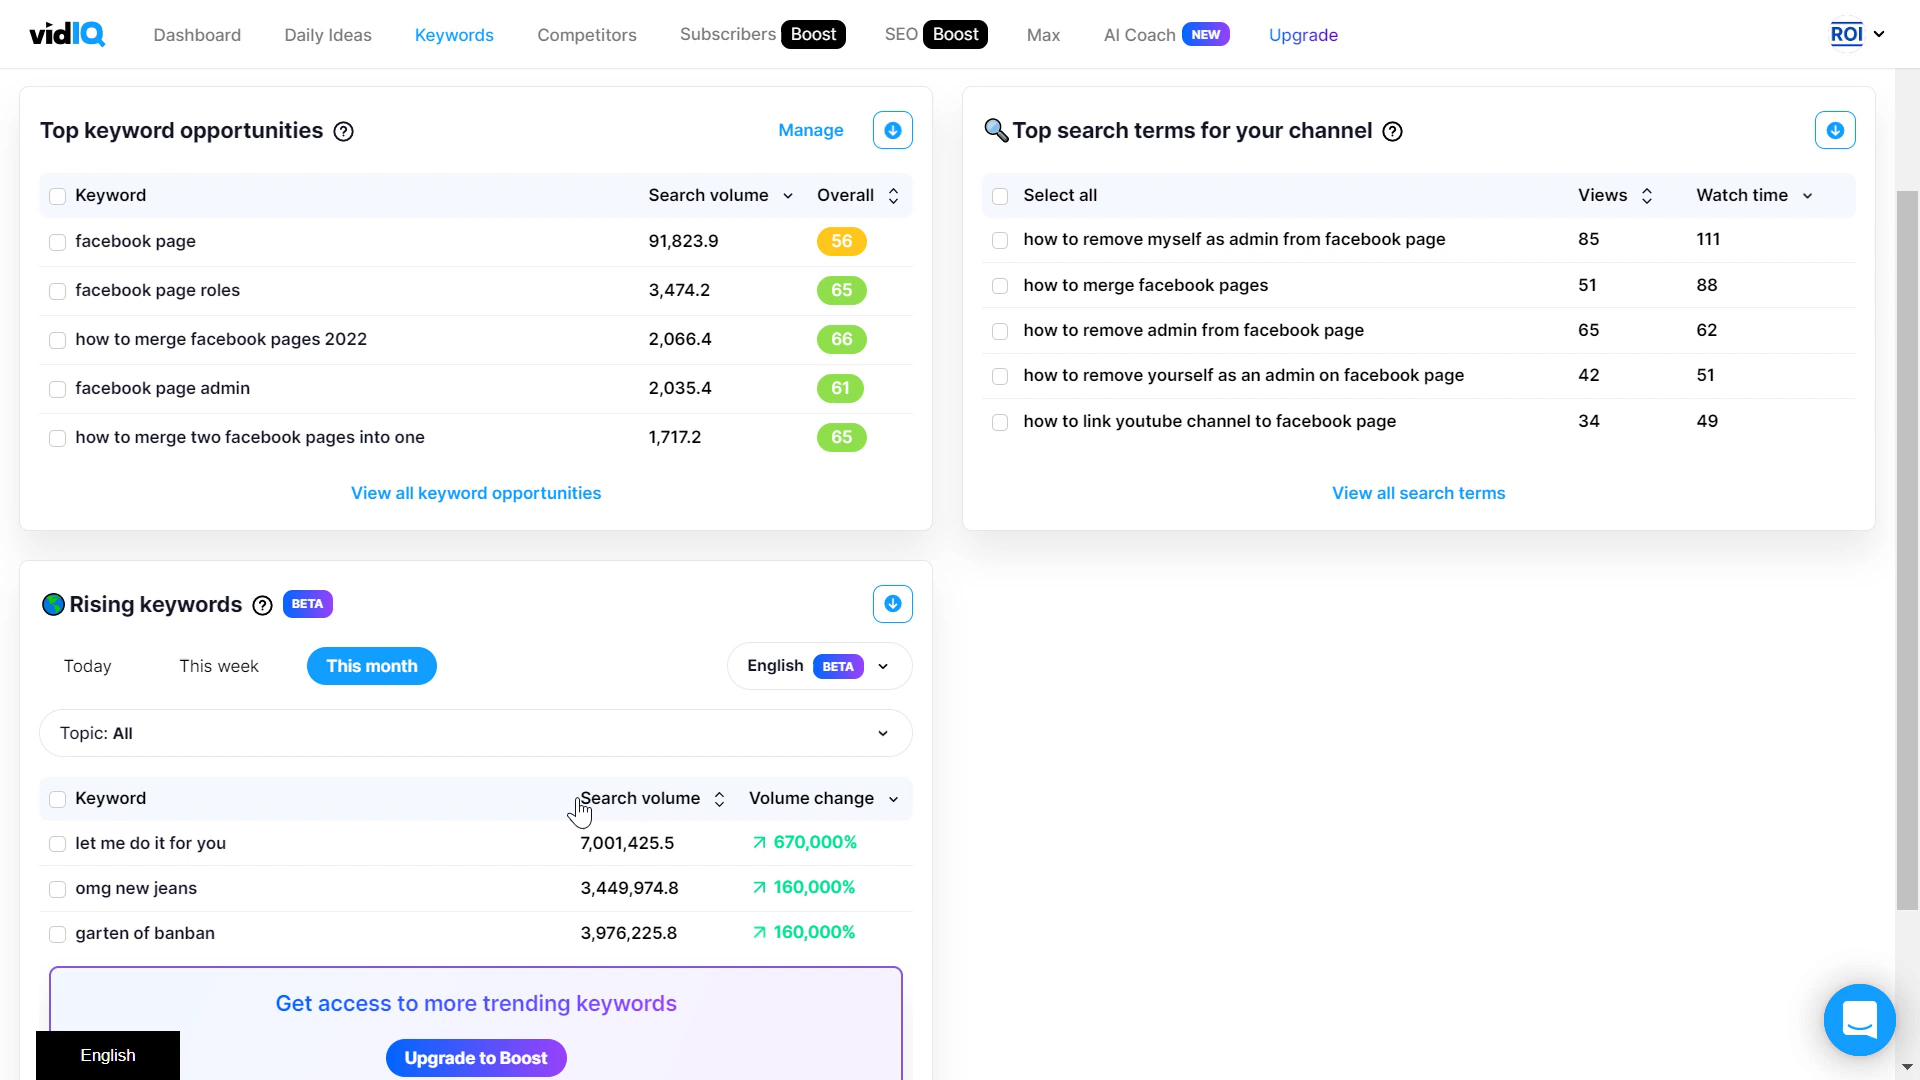 vidIQ Dashboard Daily Ideas Keywords Competitors Subscribers Boost SEO Boost Max AI Coach NEW Upgrade ROI
Top keyword opportunities ? Manage
Keyword Search volume Overall
facebook page 91,823.9 56
facebook page roles 3,474.2 65
how to merge facebook pages 2022 2,066.4 66
facebook page admin 2,035.4 61
how to merge two facebook pages into one 1,717.2 65
View all keyword opportunities
Top search terms for your channel ?
Select all Views Watch time
how to remove myself as admin from facebook page 85 111
how to merge facebook pages 51 88
how to remove admin from facebook page 65 62
how to remove yourself as an admin on facebook page 42 51
how to link youtube channel to facebook page 34 49
View all search terms
Rising keywords ? BETA
Today This week This month English BETA
Topic: All
Keyword Search volume Volume change
let me do it for you 7,001,425.5 670,000%
omg new jeans 3,449,974.8 160,000%
garten of banban 3,976,225.8 160,000%
Get access to more trending keywords
Upgrade to Boost
English